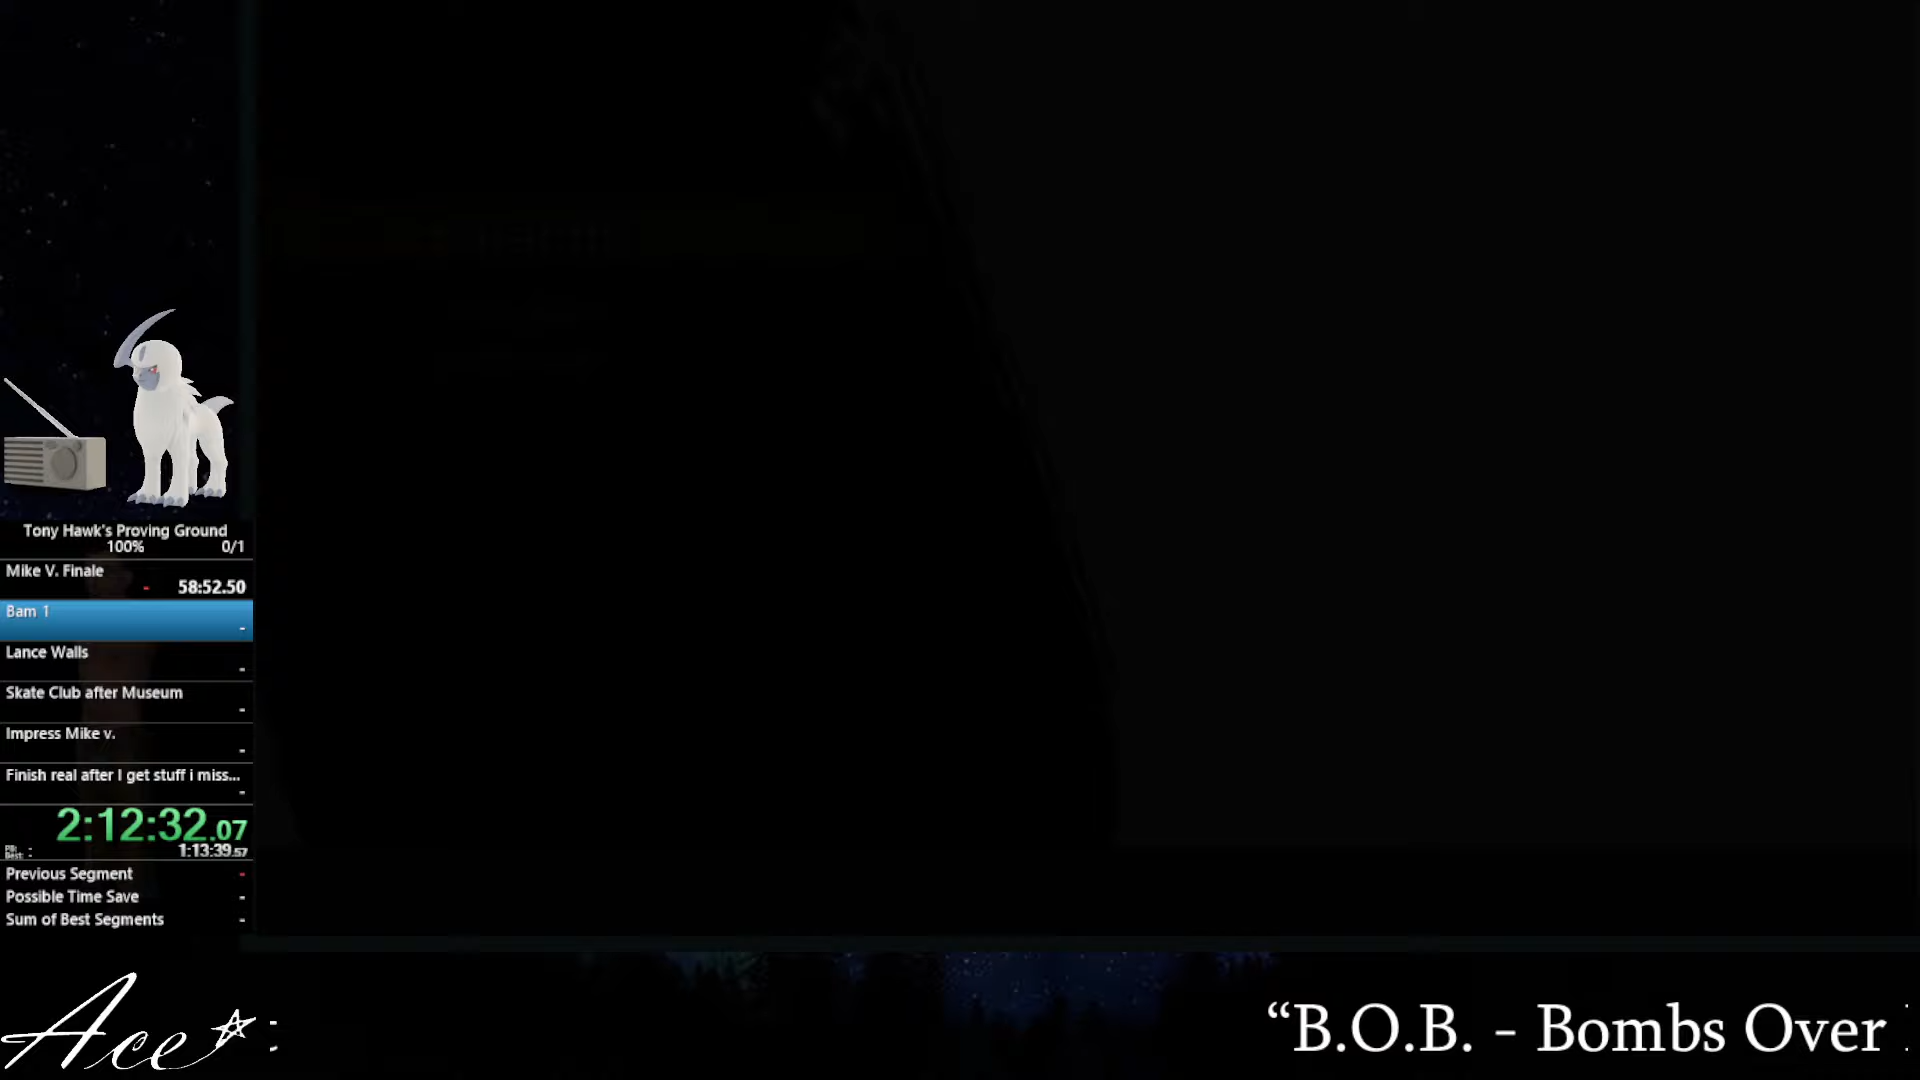 Tony Hawk's Proving Ground
100% 0/1
Mike V. Finale
- 58:52.50
Bam 1
-
Lance Walls
-
Skate Club after Museum
-
Impress Mike v.
-
Finish real after I get stuff i miss...
-
2:12:32.07
PB:
Best: :
1:13:39.57
Previous Segment -
Possible Time Save -
Sum of Best Segments -
Ace☆ : “B.O.B. - Bombs Over